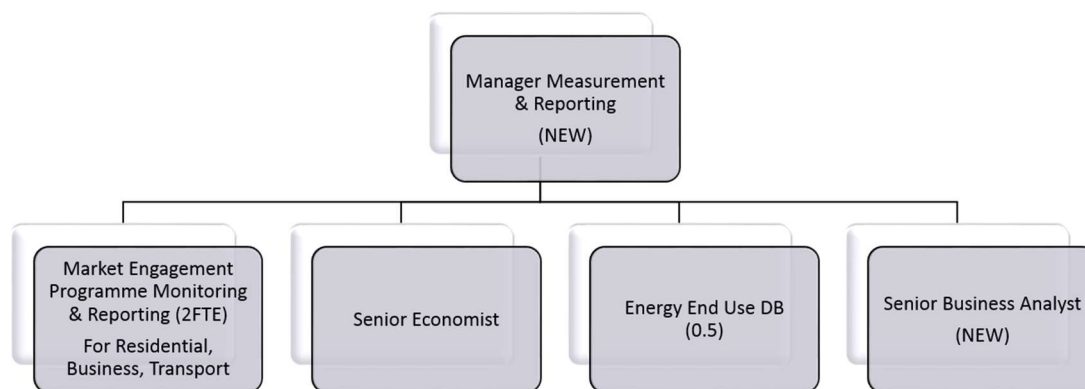 Manager Measurement
& Reporting
(NEW)
Market Engagement
Programme Monitoring
& Reporting (2FTE)
For Residential,
Business, Transport
Senior Economist
Energy End Use DB
(0.5)
Senior Business Analyst
(NEW)